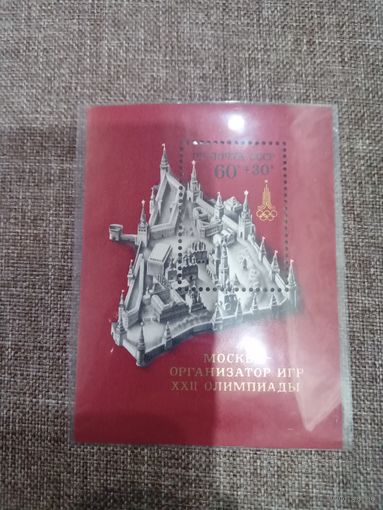 ПОЧТА СССР
60к+30к
МОСКВА-
ОРГАНИЗАТОР ИГР
XXII ОЛИМПИАДЫ